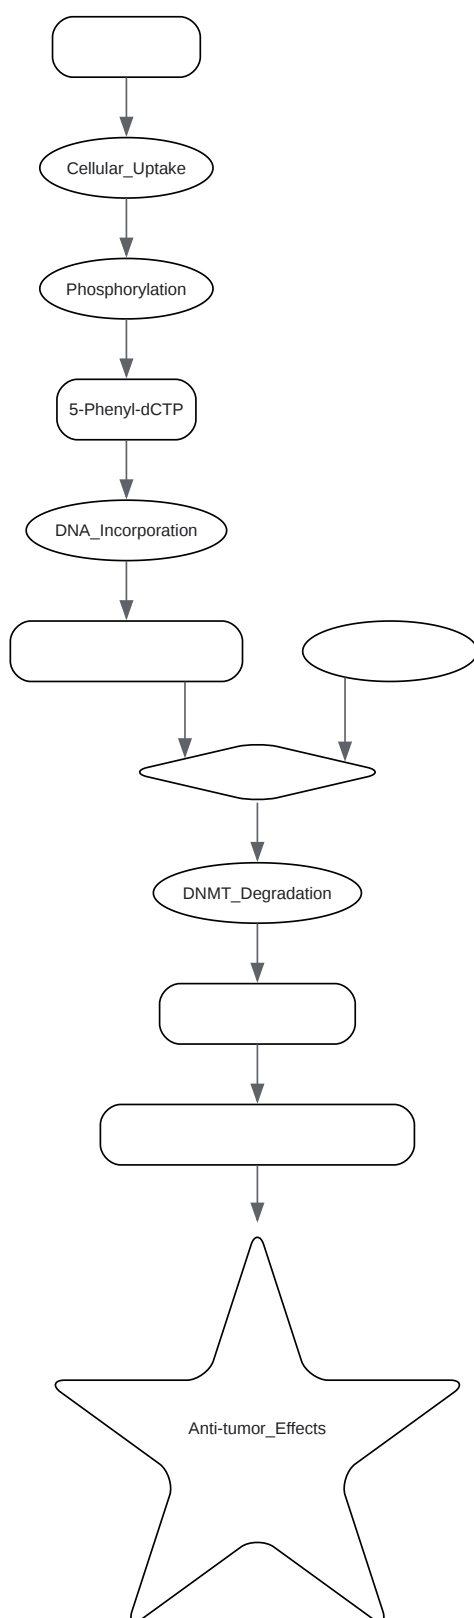 Cellular_Uptake
Phosphorylation
5-Phenyl-dCTP
DNA_Incorporation
DNMT_Degradation
Anti-tumor_Effects